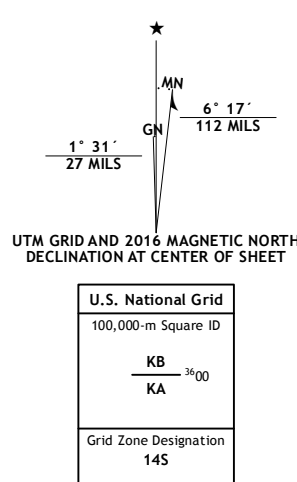 ★
MN
GN
6° 17´
112 MILS
1° 31´
27 MILS
UTM GRID AND 2016 MAGNETIC NORTH
DECLINATION AT CENTER OF SHEET
U.S. National Grid
100,000-m Square ID
KB
3600
KA
Grid Zone Designation
14S